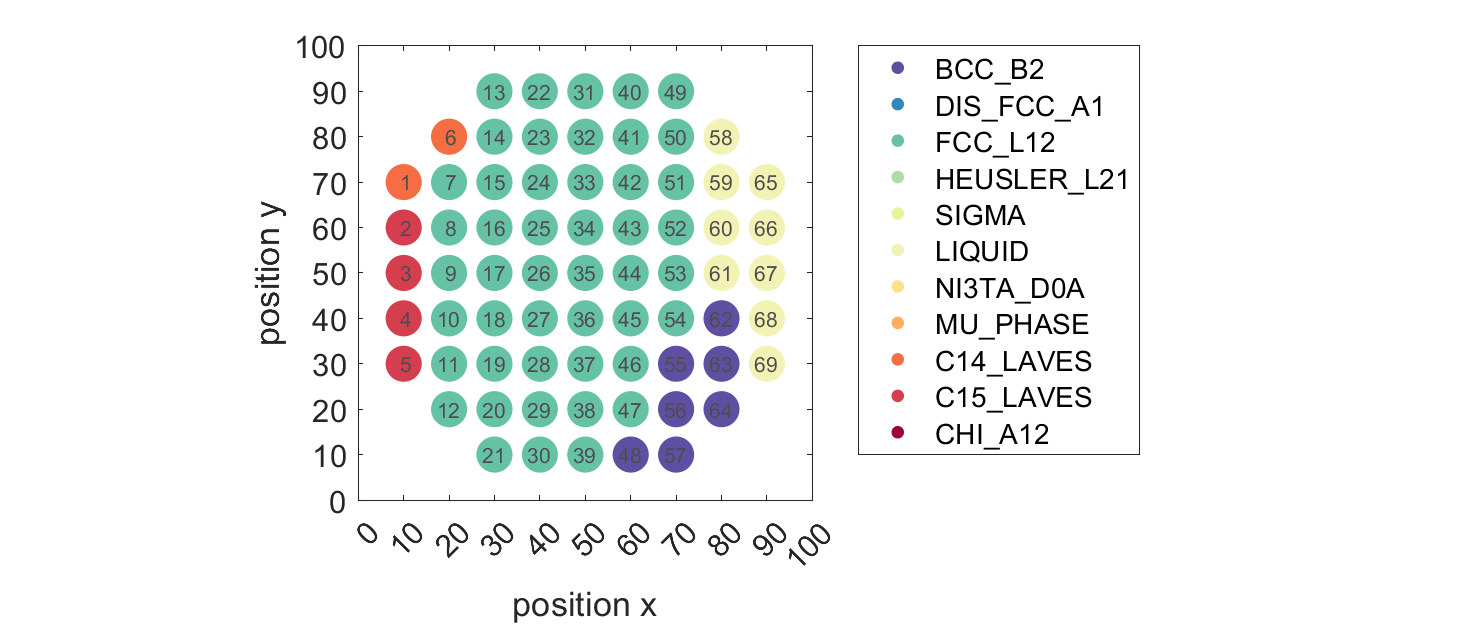 100
90
80
70
60
50
40
30
20
10
0
position y
13 22 31 40 49
6 14 23 32 41 50 58
1 7 15 24 33 42 51 59 65
2 8 16 25 34 43 52 60 66
3 9 17 26 35 44 53 61 67
4 10 18 27 36 45 54 62 68
5 11 19 28 37 46 55 63 69
12 20 29 38 47 56 64
21 30 39 48 57
0 10 20 30 40 50 60 70 80 90 100
position x
BCC_B2
DIS_FCC_A1
FCC_L12
HEUSLER_L21
SIGMA
LIQUID
NI3TA_D0A
MU_PHASE
C14_LAVES
C15_LAVES
CHI_A12